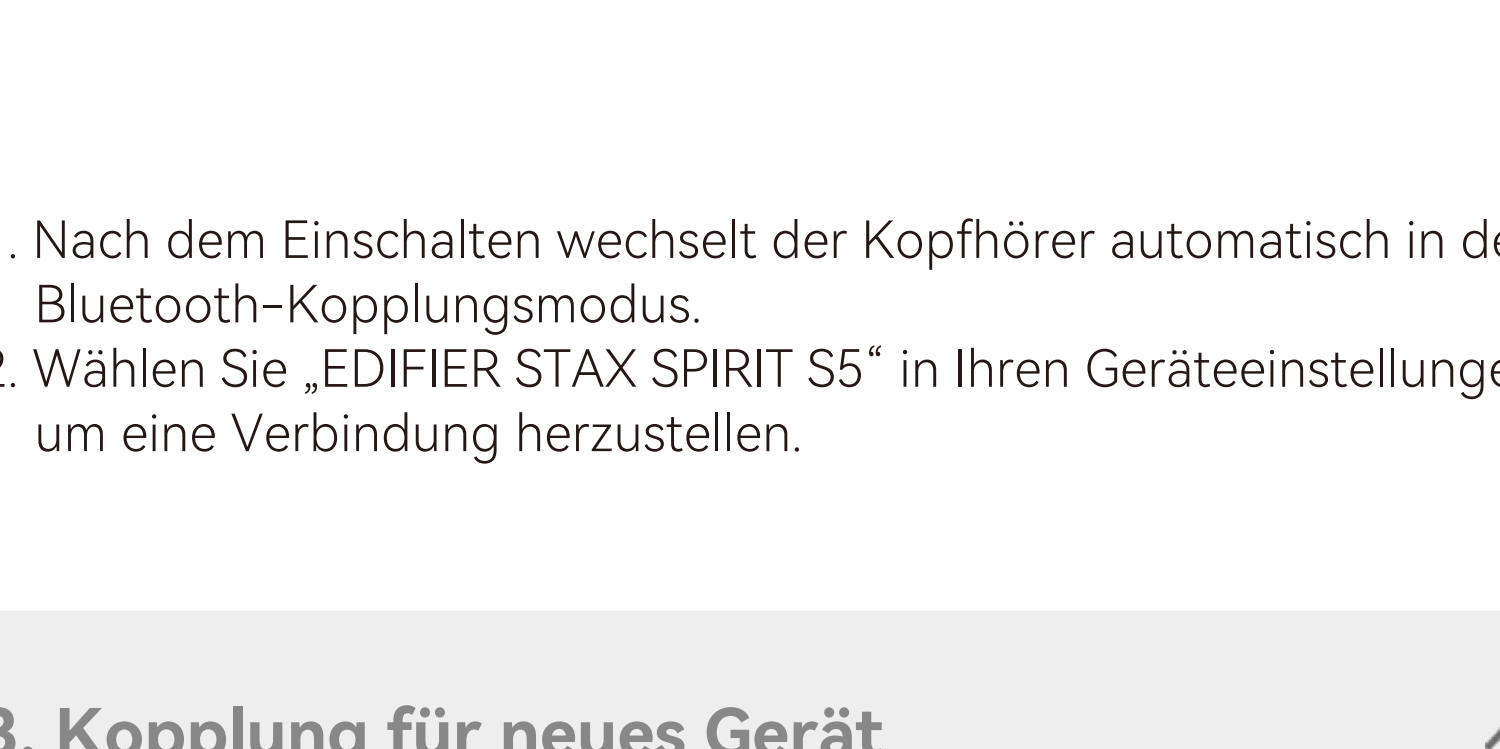 . Nach dem Einschalten wechselt der Kopfhörer automatisch in de
Bluetooth-Kopplungsmodus.
2. Wählen Sie „EDIFIER STAX SPIRIT S5“ in Ihren Geräteeinstellunge
um eine Verbindung herzustellen.
3. Kopplung für neues Gerät